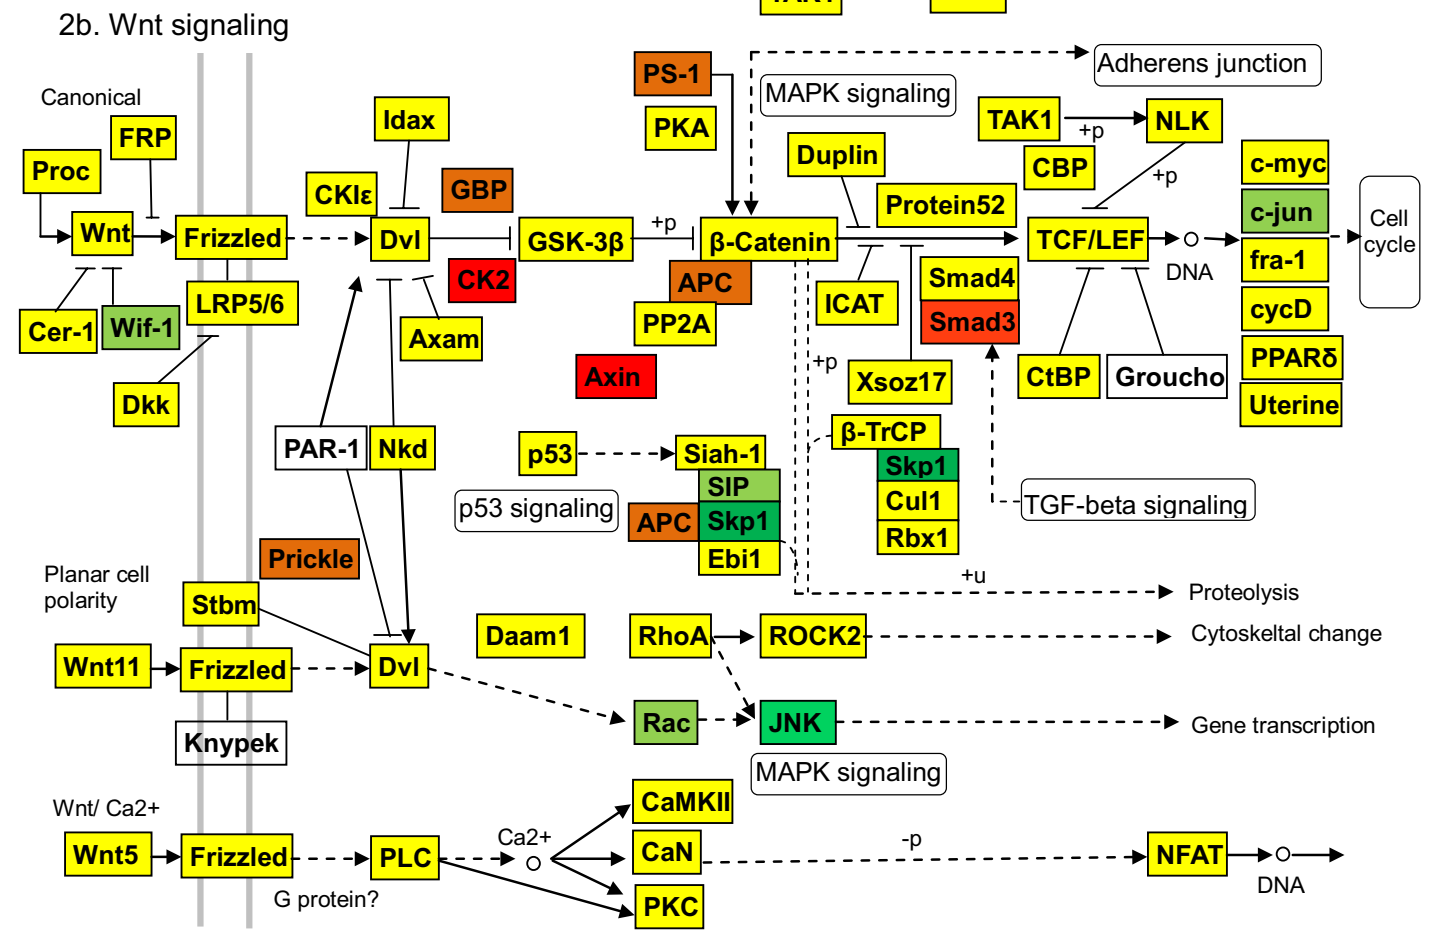 TAK1
2b. Wnt signaling
Canonical
FRP
Proc
Wnt
Frizzled
Cer-1
Wif-1
LRP5/6
Dkk
Idax
CKIε
Dvl
GBP
CK2
Axam
GSK-3β
+p
PS-1
PKA
MAPK signaling
Adherens junction
β-Catenin
APC
PP2A
Axin
Duplin
Protein52
ICAT
Xsoz17
Smad4
Smad3
TAK1
+p
NLK
CBP
+p
TCF/LEF
DNA
CtBP
Groucho
c-myc
c-jun
fra-1
cycD
PPARδ
Uterine
Cell
cycle
+p
PAR-1
Nkd
p53
Siah-1
SIP
APC
Skp1
Ebi1
p53 signaling
β-TrCP
Skp1
Cul1
Rbx1
TGF-beta signaling
+u
Proteolysis
Planar cell
polarity
Prickle
Stbm
Wnt11
Frizzled
Knypek
Dvl
Daam1
RhoA
ROCK2
Cytoskeltal change
Rac
JNK
Gene transcription
MAPK signaling
Wnt/ Ca2+
Wnt5
Frizzled
G protein?
PLC
Ca2+
CaMKII
CaN
PKC
-p
NFAT
DNA